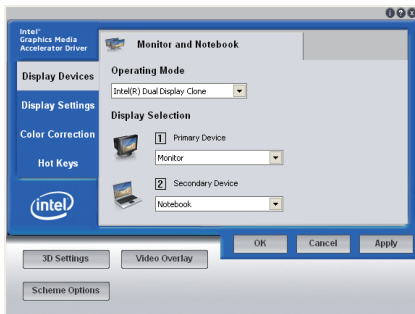 Intel®
Graphics Media
Accelerator Driver
Monitor and Notebook
Display Devices
Display Settings
Color Correction
Hot Keys
Operating Mode
Intel(R) Dual Display Clone
Display Selection
1 Primary Device
Monitor
2 Secondary Device
Notebook
intel
OK Cancel Apply
3D Settings Video Overlay
Scheme Options